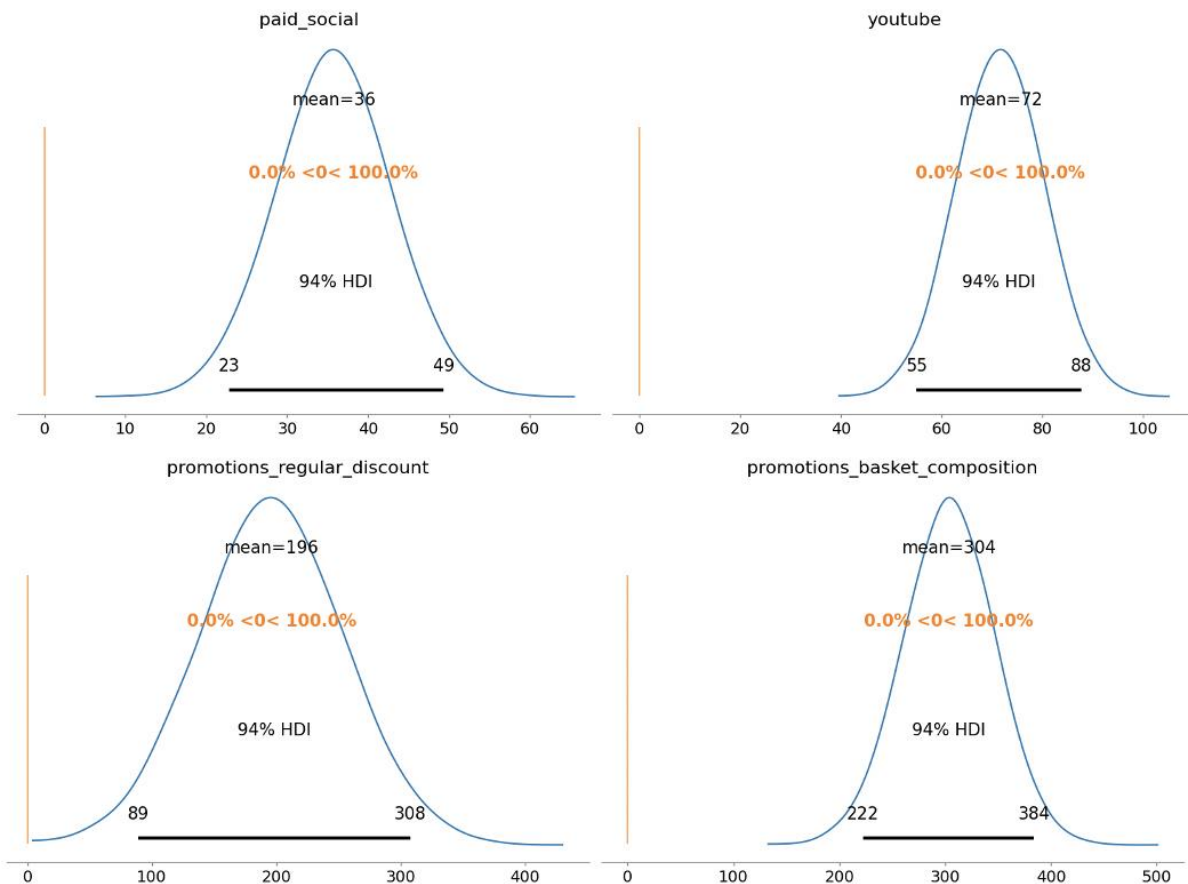 paid_social
mean=36
0.0% <0< 100.0%
94% HDI
23 49
0 10 20 30 40 50 60
youtube
mean=72
0.0% <0< 100.0%
94% HDI
55 88
0 20 40 60 80 100
promotions_regular_discount
mean=196
0.0% <0< 100.0%
94% HDI
89 308
0 100 200 300 400
promotions_basket_composition
mean=304
0.0% <0< 100.0%
94% HDI
222 384
0 100 200 300 400 500